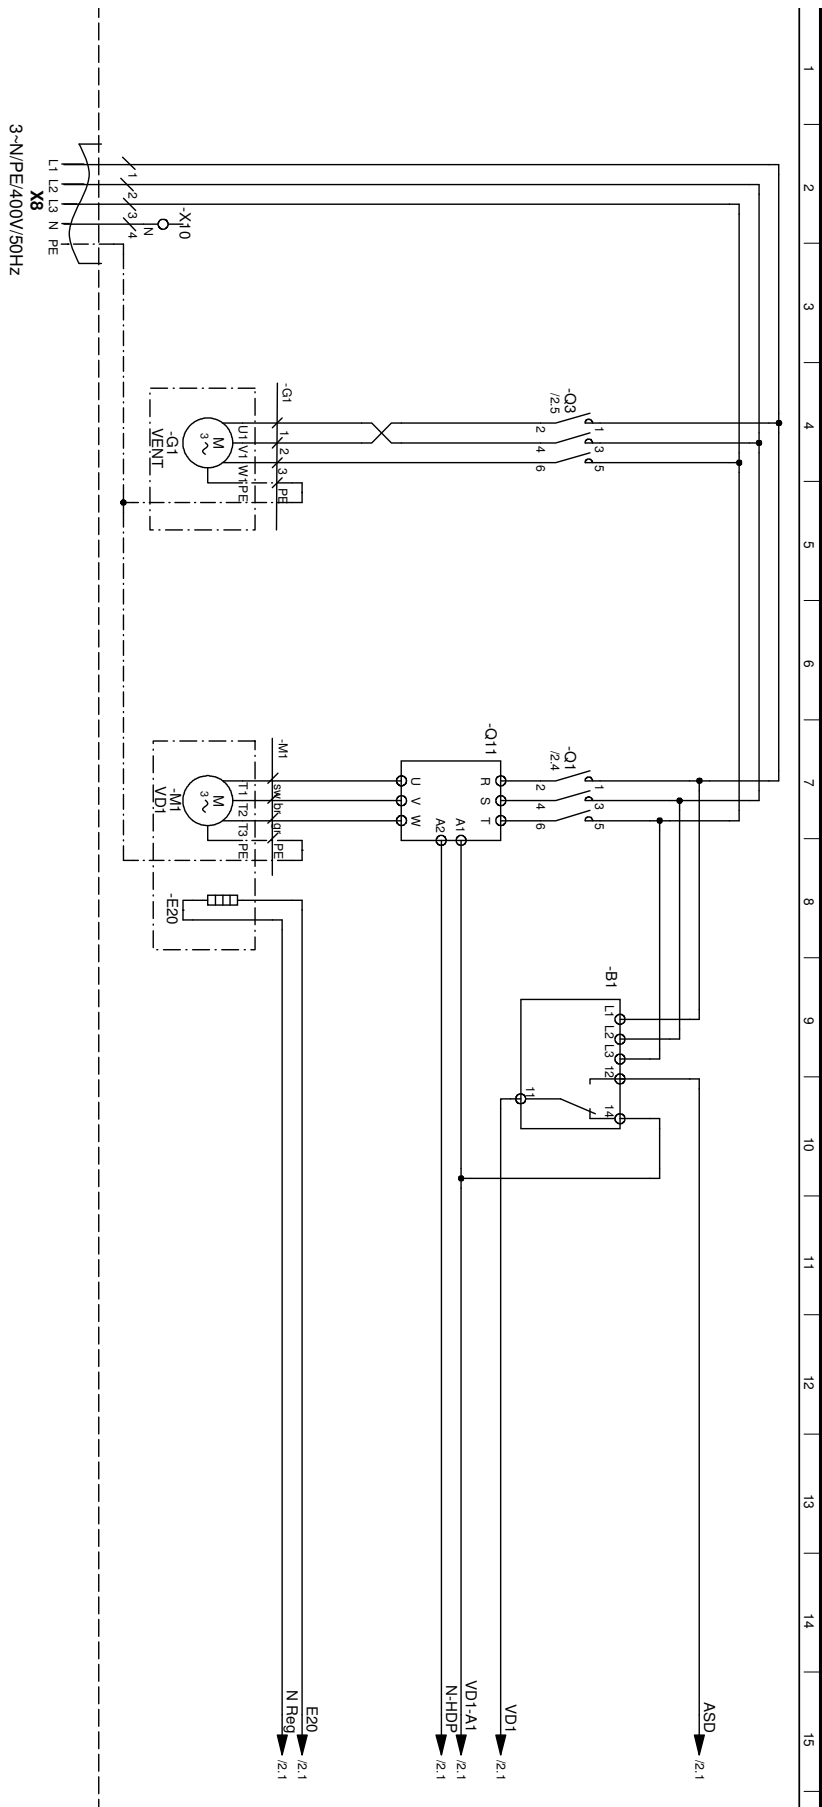 1
2
3
4
5
6
7
8
9
10
11
12
13
14
15
-Q3
/2.5
1
3
5
2
4
6
-Q1
/2.4
1
3
5
2
4
6
-B1
L1
L2
L3
12
14
11
ASD
/2.1
VD1
/2.1
-Q11
R
S
T
A1
U
V
W
A2
VD1-A1
/2.1
N-HDP
/2.1
-G1
1
2
3
PE
U1
V1
W1
PE
M
3~
-G1
VENT
-M1
sw
br
gr
PE
T1
T2
T3
PE
M
3~
-M1
VD1
-E20
E20
/2.1
N Reg
/2.1
-X10
N
1
2
3
4
L1
L2
L3
N
PE
X8
3~N/PE/400V/50Hz